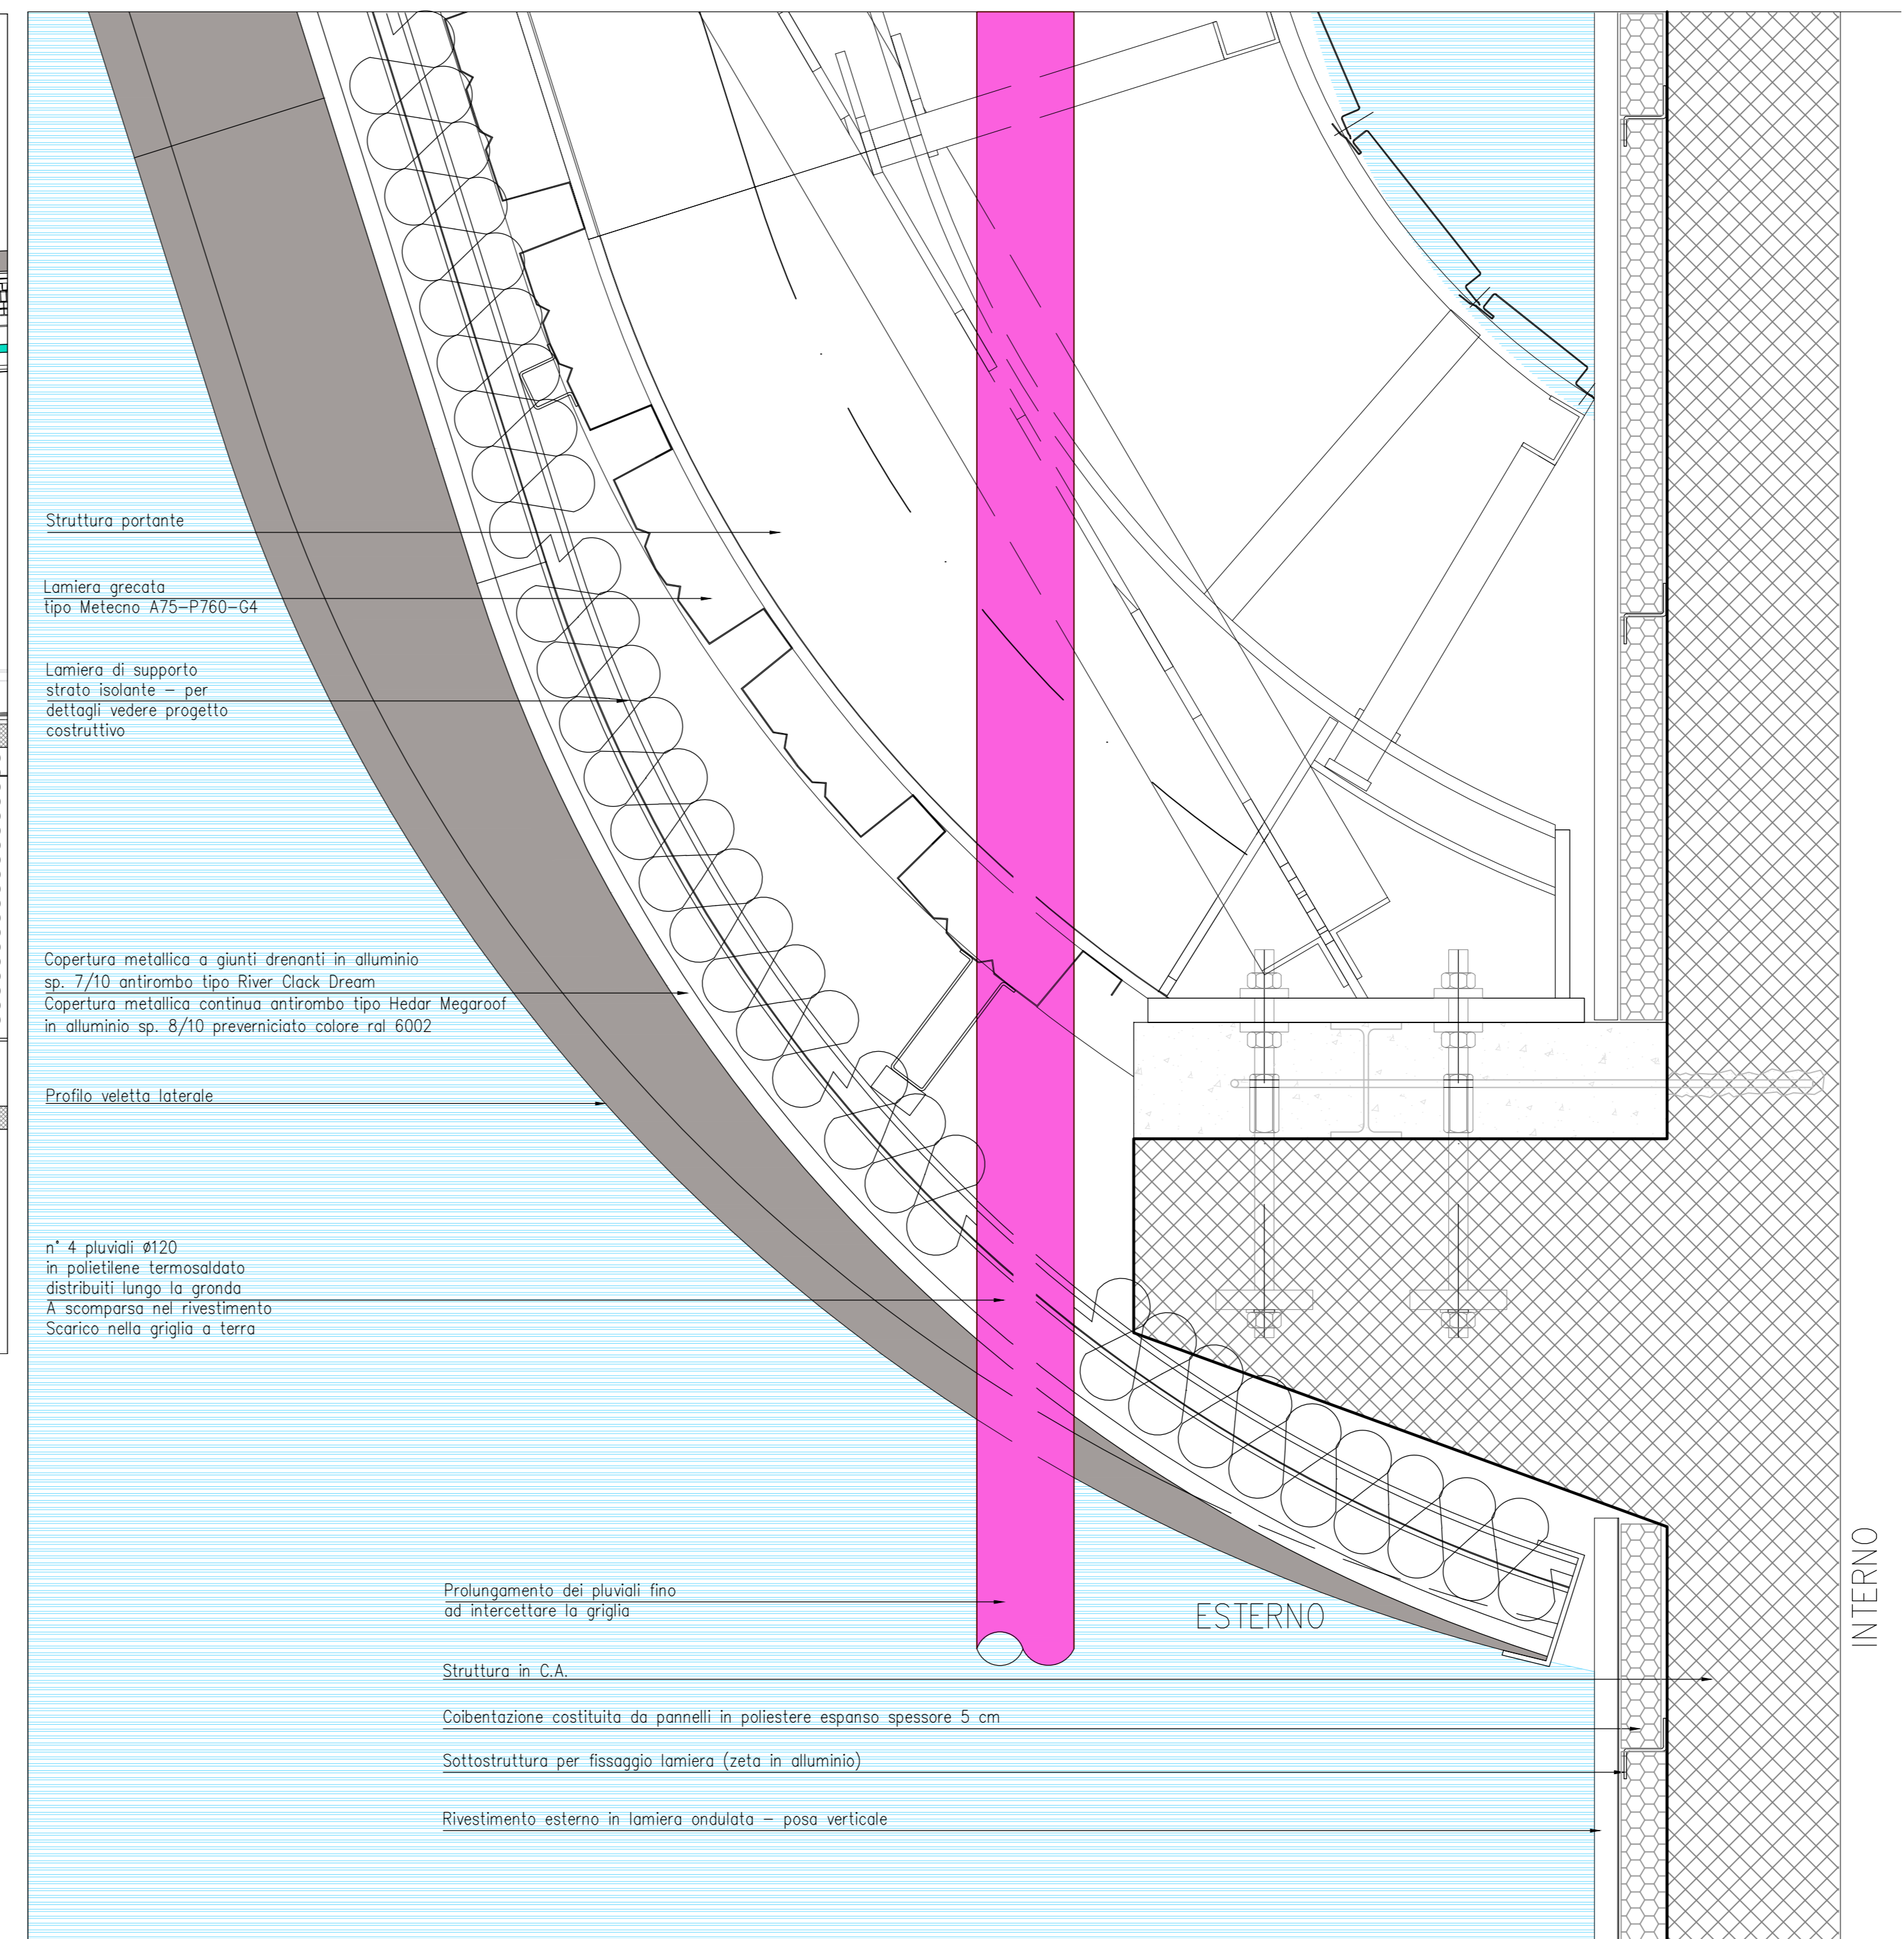 Struttura portante
Lamiera grecata
tipo Metecno A75-P760-G4
Lamiera di supporto
strato isolante – per
dettagli vedere progetto
costruttivo
Copertura metallica a giunti drenanti in alluminio
sp. 7/10 antirombo tipo River Clack Dream
Copertura metallica continua antirombo tipo Hedar Megaroof
in alluminio sp. 8/10 preverniciato colore ral 6002
Profilo veletta laterale
n° 4 pluviali ø120
in polietilene termosaldato
distribuiti lungo la gronda
A scomparsa nel rivestimento
Scarico nella griglia a terra
Prolungamento dei pluviali fino
ad intercettare la griglia
ESTERNO
INTERNO
Struttura in C.A.
Coibentazione costituita da pannelli in poliestere espanso spessore 5 cm
Sottostruttura per fissaggio lamiera (zeta in alluminio)
Rivestimento esterno in lamiera ondulata – posa verticale